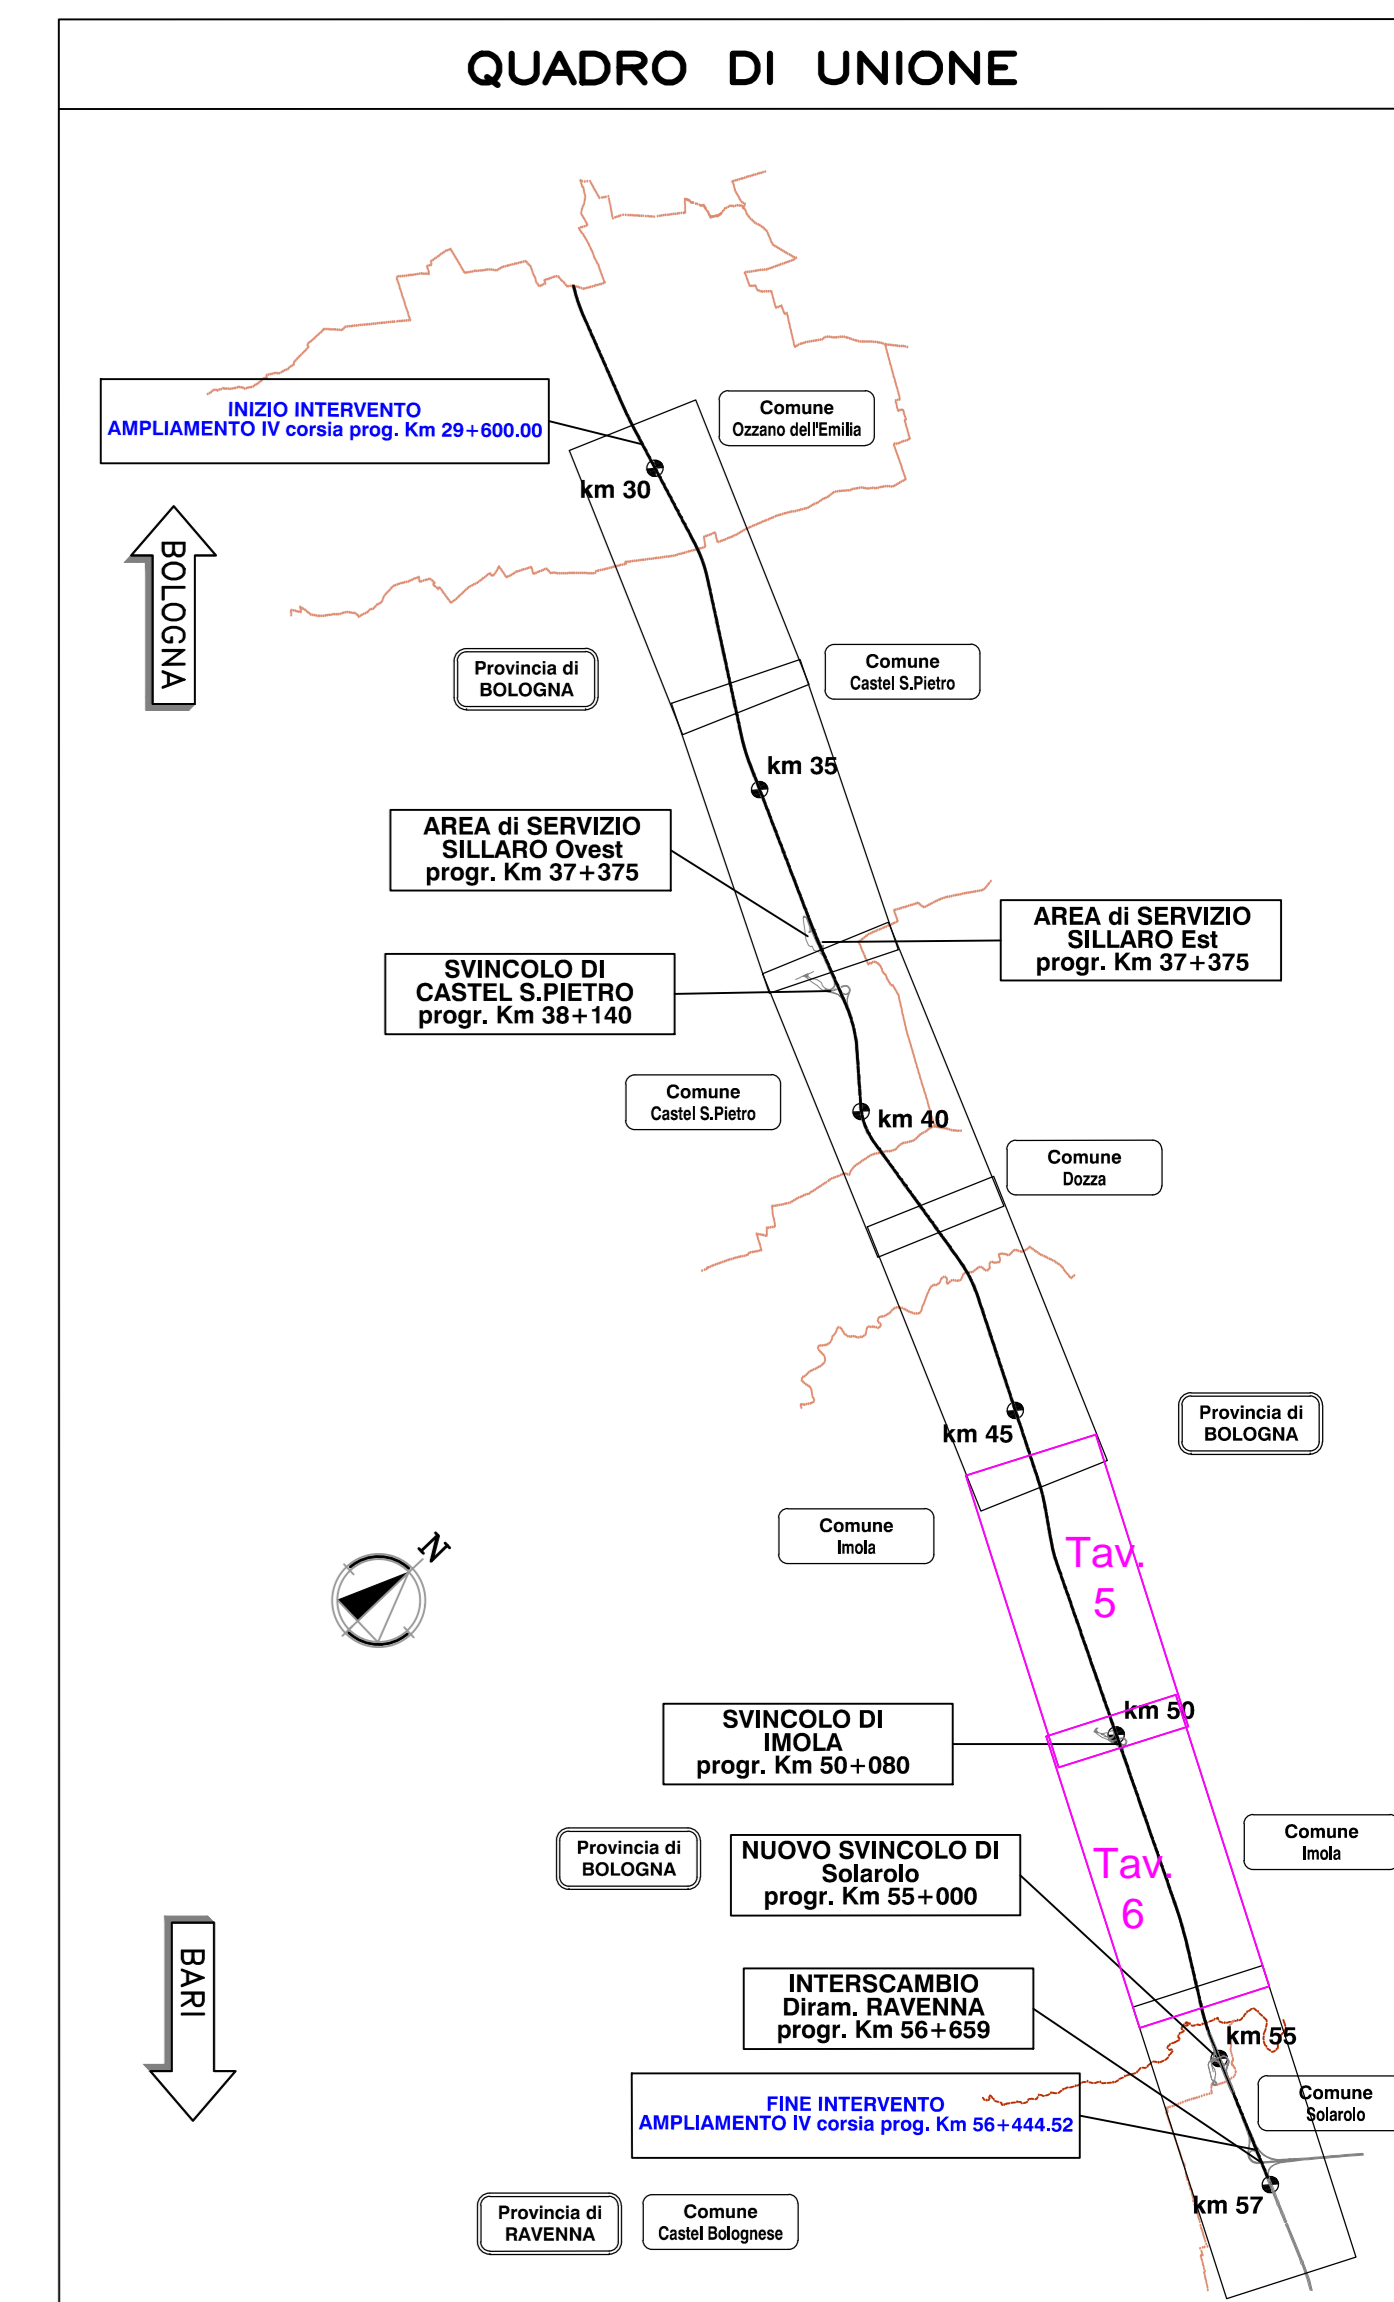 QUADRO DI UNIONE
INIZIO INTERVENTO
AMPLIAMENTO IV corsia prog. Km 29+600.00
Comune
Ozzano dell'Emilia
km 30
BOLOGNA
Provincia di
BOLOGNA
Comune
Castel S.Pietro
km 35
AREA di SERVIZIO
SILLARO Ovest
progr. Km 37+375
AREA di SERVIZIO
SILLARO Est
progr. Km 37+375
SVINCOLO DI
CASTEL S.PIETRO
progr. Km 38+140
Comune
Castel S.Pietro
km 40
Comune
Dozza
Provincia di
BOLOGNA
km 45
Comune
Imola
N
Tav.
5
km 50
SVINCOLO DI
IMOLA
progr. Km 50+080
Comune
Imola
Provincia di
BOLOGNA
NUOVO SVINCOLO DI
Solarolo
progr. Km 55+000
Tav.
6
BARI
INTERSCAMBIO
Diram. RAVENNA
progr. Km 56+659
km 55
Comune
Solarolo
FINE INTERVENTO
AMPLIAMENTO IV corsia prog. Km 56+444.52
km 57
Provincia di
RAVENNA
Comune
Castel Bolognese